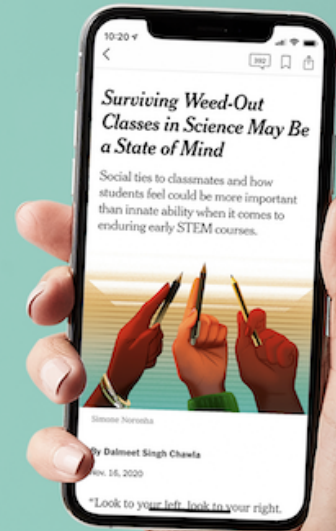 10:20
392
Surviving Weed-Out
Classes in Science May Be
a State of Mind
Social ties to classmates and how
students feel could be more important
than innate ability when it comes to
enduring early STEM courses.
Simone Noronha
By Dalmeet Singh Chawla
Nov. 16, 2020
“Look to your left, look to your right.